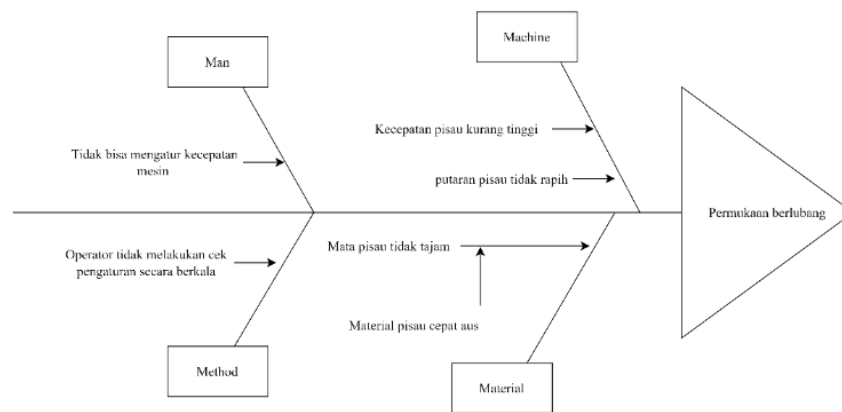 Man
Machine
Kecepatan pisau kurang tinggi
Tidak bisa mengatur kecepatan
mesin
putaran pisau tidak rapih
Permukaan berlubang
Operator tidak melakukan cek
pengaturan secara berkala
Mata pisau tidak tajam
Material pisau cepat aus
Method
Material